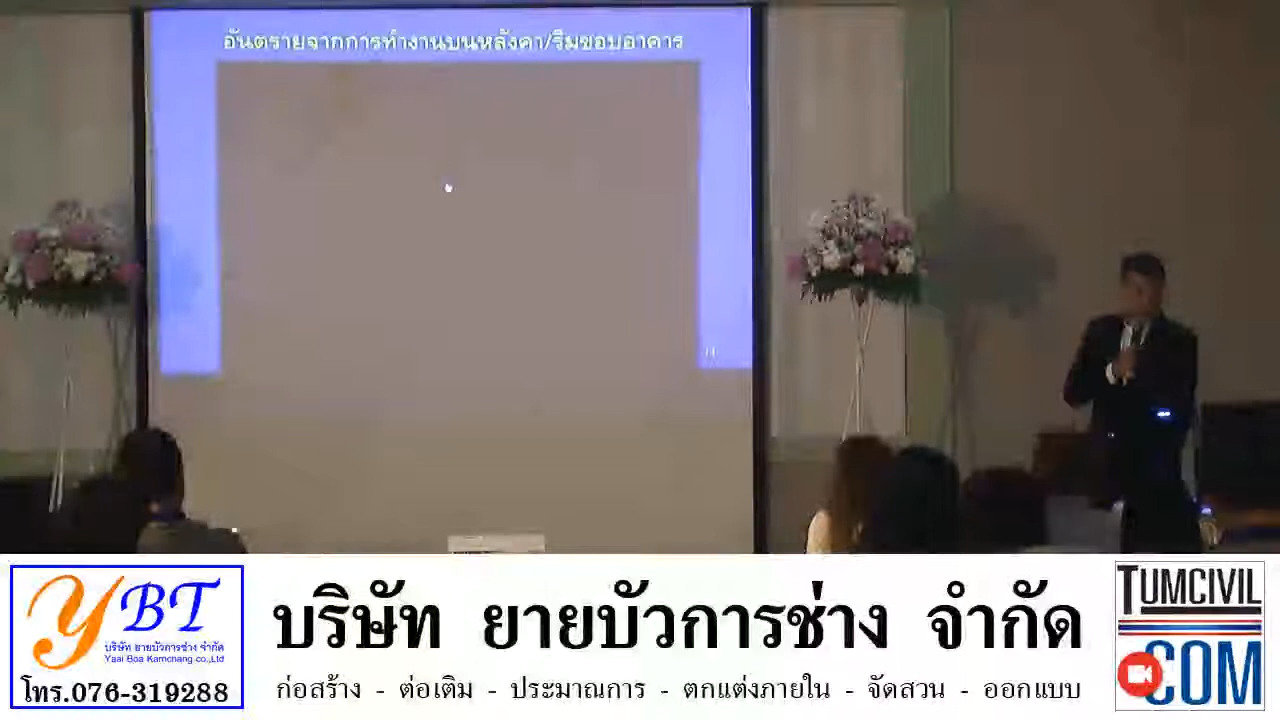 อันตรายจากการทำงานบนหลังคา/ริมขอบอาคาร
YBT
บริษัท ยายบัวการช่าง จำกัด
Yaai Boa Kamchang co.,Ltd
โทร.076-319288
บริษัท ยายบัวการช่าง จำกัด
ก่อสร้าง - ต่อเติม - ประมาณการ - ตกแต่งภายใน - จัดสวน - ออกแบบ
TUMCIVIL
COM